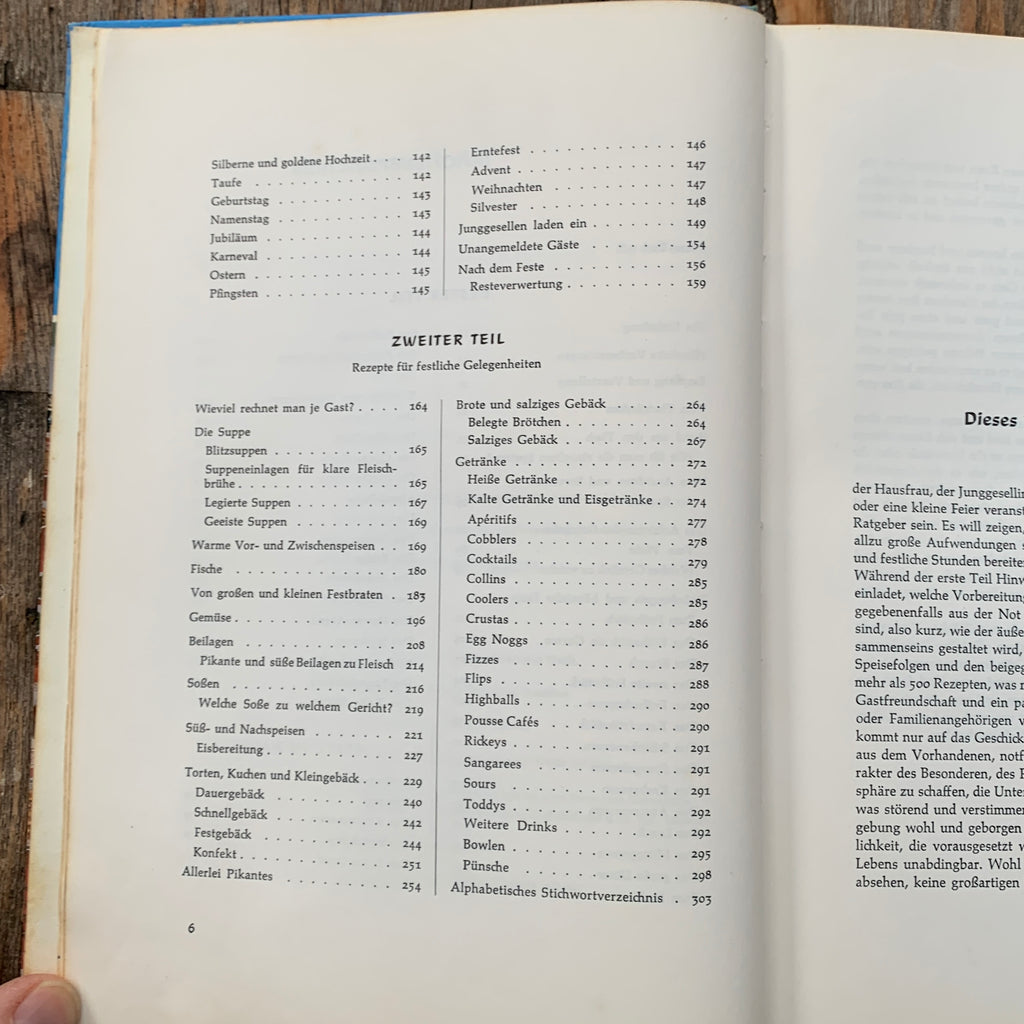 Silberne und goldene Hochzeit . . . 142
Taufe . . . . . . . . . . . . 142
Geburtstag . . . . . . . . . . 143
Namenstag . . . . . . . . . . 143
Jubiläum . . . . . . . . . . . 144
Karneval . . . . . . . . . . . 144
Ostern . . . . . . . . . . . . 145
Pfingsten . . . . . . . . . . . 145
Erntefest . . . . . . . . . . . 146
Advent . . . . . . . . . . . . 147
Weihnachten . . . . . . . . . . 147
Silvester . . . . . . . . . . . 148
Junggesellen laden ein . . . . . . . 149
Unangemeldete Gäste . . . . . . 154
Nach dem Feste . . . . . . . . . 156
Resteverwertung . . . . . . . . 159
ZWEITER TEIL
Rezepte für festliche Gelegenheiten
Wieviel rechnet man je Gast? . . . . 164
Die Suppe
Blitzsuppen . . . . . . . . . . 165
Suppeneinlagen für klare Fleisch-
brühe . . . . . . . . . . . . . 165
Legierte Suppen . . . . . . . . 167
Geeiste Suppen . . . . . . . . 169
Warme Vor- und Zwischenspeisen . . 169
Fische . . . . . . . . . . . . . 180
Von großen und kleinen Festbraten . 183
Gemüse . . . . . . . . . . . . . 196
Beilagen . . . . . . . . . . . . 208
Pikante und süße Beilagen zu Fleisch 214
Soßen . . . . . . . . . . . . . 216
Welche Soße zu welchem Gericht? 219
Süß- und Nachspeisen . . . . . . . 221
Eisbereitung . . . . . . . . . . 227
Torten, Kuchen und Kleingebäck . . . 229
Dauergebäck . . . . . . . . . . 240
Schnellgebäck . . . . . . . . . 242
Festgebäck . . . . . . . . . . 244
Konfekt . . . . . . . . . . . . 251
Allerlei Pikantes . . . . . . . . 254
Brote und salziges Gebäck . . . . . 264
Belegte Brötchen . . . . . . . . 264
Salziges Gebäck . . . . . . . . 267
Getränke . . . . . . . . . . . . 272
Heiße Getränke . . . . . . . . 272
Kalte Getränke und Eisgetränke . . 274
Apéritifs . . . . . . . . . . . 277
Cobblers . . . . . . . . . . . 278
Cocktails . . . . . . . . . . . 279
Collins . . . . . . . . . . . . 285
Coolers . . . . . . . . . . . . 285
Crustas . . . . . . . . . . . . 286
Egg Noggs . . . . . . . . . . 286
Fizzes . . . . . . . . . . . . 287
Flips . . . . . . . . . . . . . 288
Highballs . . . . . . . . . . . 290
Pousse Cafés . . . . . . . . . 290
Rickeys . . . . . . . . . . . . 291
Sangarees . . . . . . . . . . . 291
Sours . . . . . . . . . . . . 291
Toddys . . . . . . . . . . . . 292
Weitere Drinks . . . . . . . . 292
Bowlen . . . . . . . . . . . . 295
Pünsche . . . . . . . . . . . 298
Alphabetisches Stichwortverzeichnis . 303
6
Dieses
der Hausfrau, der Junggesellin
oder eine kleine Feier veranst
Ratgeber sein. Es will zeigen,
allzu große Aufwendungen
und festliche Stunden bereite
Während der erste Teil Hinw
einladet, welche Vorbereitung
gegebenenfalls aus der Not
sind, also kurz, wie der äuße
sammenseins gestaltet wird,
Speisefolgen und den beigeg
mehr als 500 Rezepten, was
Gastfreundschaft und ein pa
oder Familienangehörigen
kommt nur auf das Geschick
aus dem Vorhandenen, notf
rakter des Besonderen, des
sphäre zu schaffen, die Unte
was störend und verstimme
gebung wohl und geborgen
lichkeit, die vorausgesetzt
Lebens unabdingbar. Wohl
absehen, keine großartigen